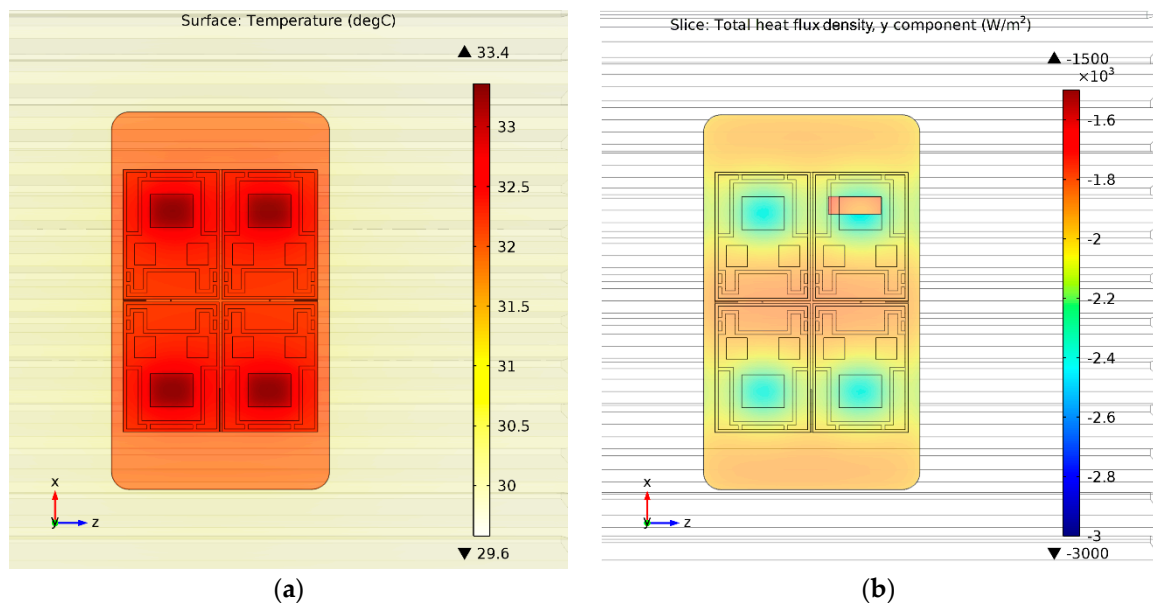 Surface: Temperature (degC)
▲ 33.4
33
32.5
32
31.5
31
30.5
30
▼ 29.6
x
y
z
(a)
Slice: Total heat flux density, y component (W/m²)
▲ -1500
×10³
-1.6
-1.8
-2
-2.2
-2.4
-2.6
-2.8
-3
▼ -3000
x
y
z
(b)